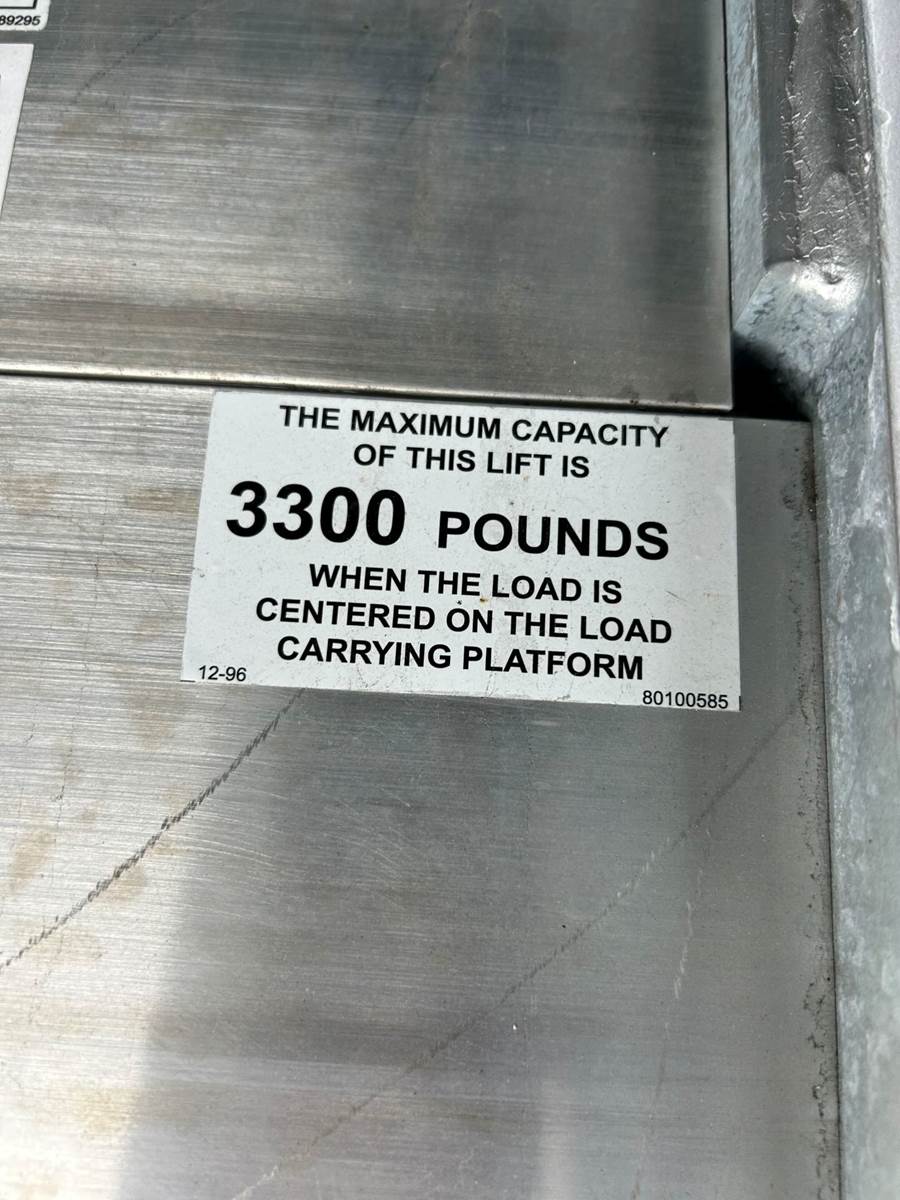 89295
THE MAXIMUM CAPACITY
OF THIS LIFT IS
3300 POUNDS
WHEN THE LOAD IS
CENTERED ON THE LOAD
CARRYING PLATFORM
12-96
80100585